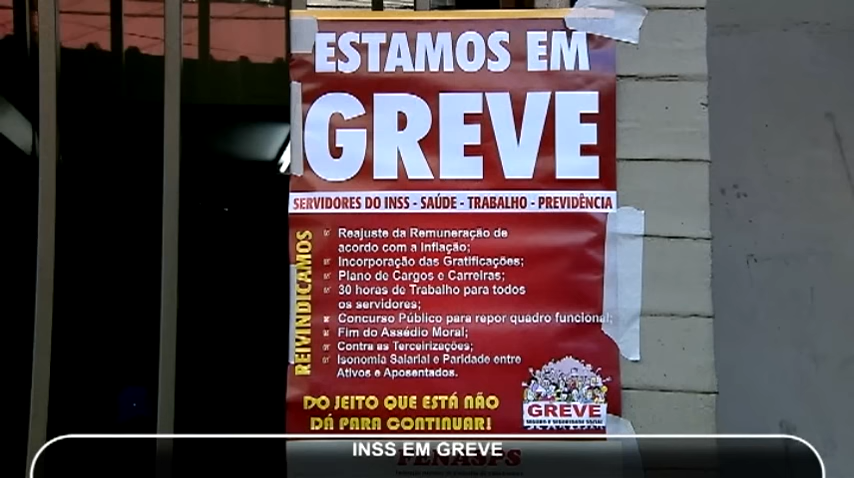 ESTAMOS EM
GREVE
SERVIDORES DO INSS - SAÚDE - TRABALHO - PREVIDÊNCIA
REIVINDICAMOS
Reajuste da Remuneração de
acordo com a Inflação;
Incorporação das Gratificações;
Plano de Cargos e Carreiras;
30 horas de Trabalho para todos
os servidores;
Concurso Público para repor quadro funcional;
Fim do Assédio Moral;
Contra as Terceirizações;
Isonomia Salarial e Paridade entre
Ativos e Aposentados.
DO JEITO QUE ESTÁ NÃO
DÁ PARA CONTINUAR!
GREVE
INSS EM GREVE
FENASPS